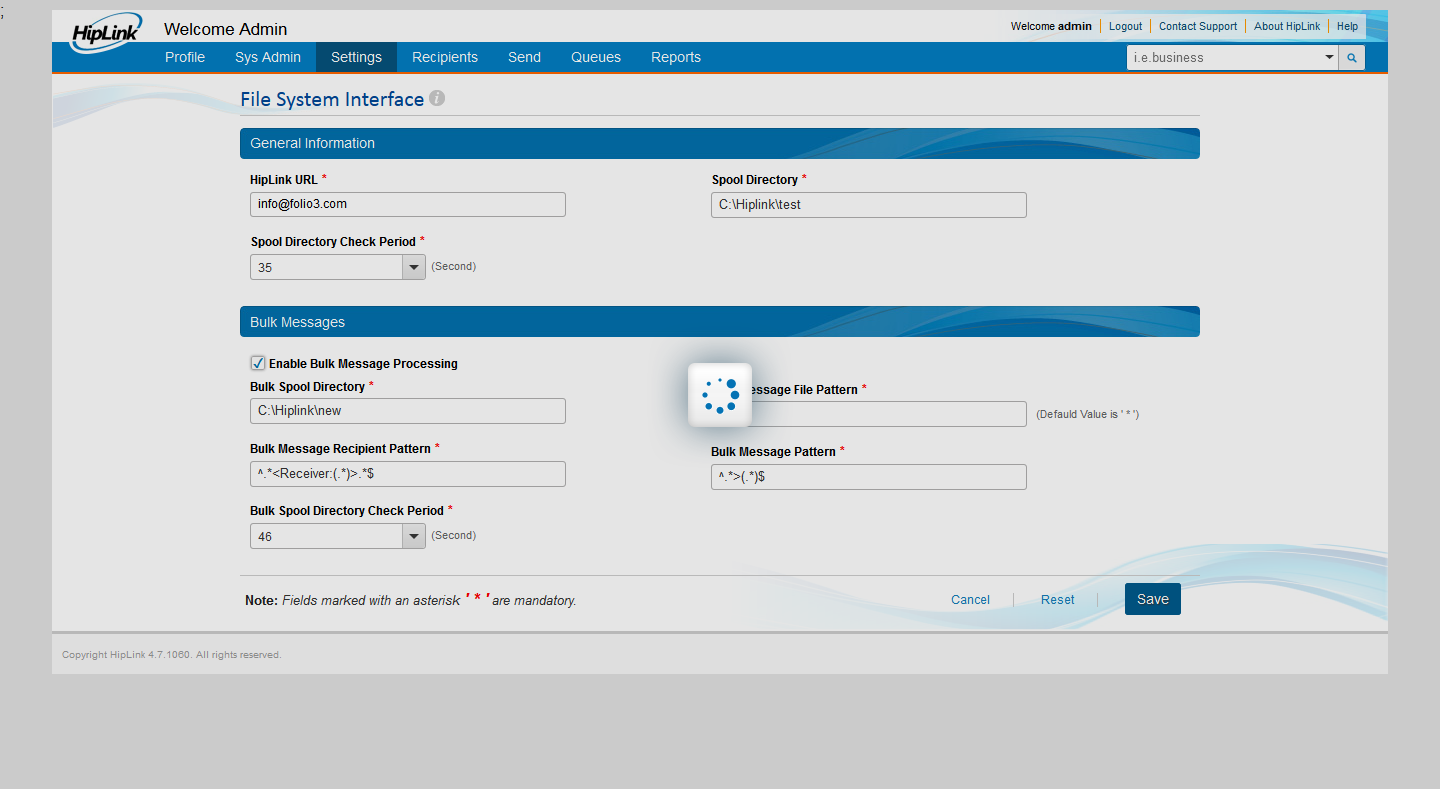 ;
HipLink
Welcome Admin
Welcome admin Logout Contact Support About HipLink Help
Profile Sys Admin Settings Recipients Send Queues Reports
i.e.business
File System Interface i
General Information
HipLink URL * Spool Directory *
info@folio3.com C:\Hiplink\test
Spool Directory Check Period *
35 (Second)
Bulk Messages
Enable Bulk Message Processing
Bulk Spool Directory * File Pattern *
C:\Hiplink\new (Defauld Value is ' * ')
Bulk Message Recipient Pattern * Bulk Message Pattern *
^.*<Receiver:(.*)>.*$ ^.*>(.*)$
Bulk Spool Directory Check Period *
46 (Second)
Note: Fields marked with an asterisk ' * ' are mandatory.
Cancel Reset Save
Copyright HipLink 4.7.1060. All rights reserved.